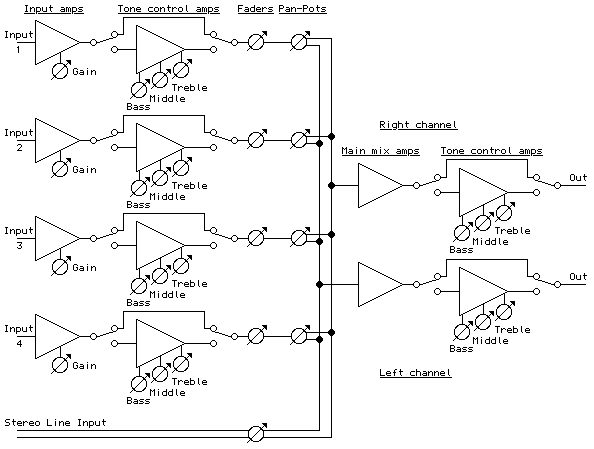 Input amps Tone control amps Faders Pan-Pots
Input
1
Gain
Treble
Middle
Bass
Input
2
Gain
Treble
Middle
Bass
Right channel
Main mix amps Tone control amps
Out
Treble
Middle
Bass
Input
3
Gain
Treble
Middle
Bass
Out
Treble
Middle
Bass
Input
4
Gain
Treble
Middle
Bass
Left channel
Stereo Line Input